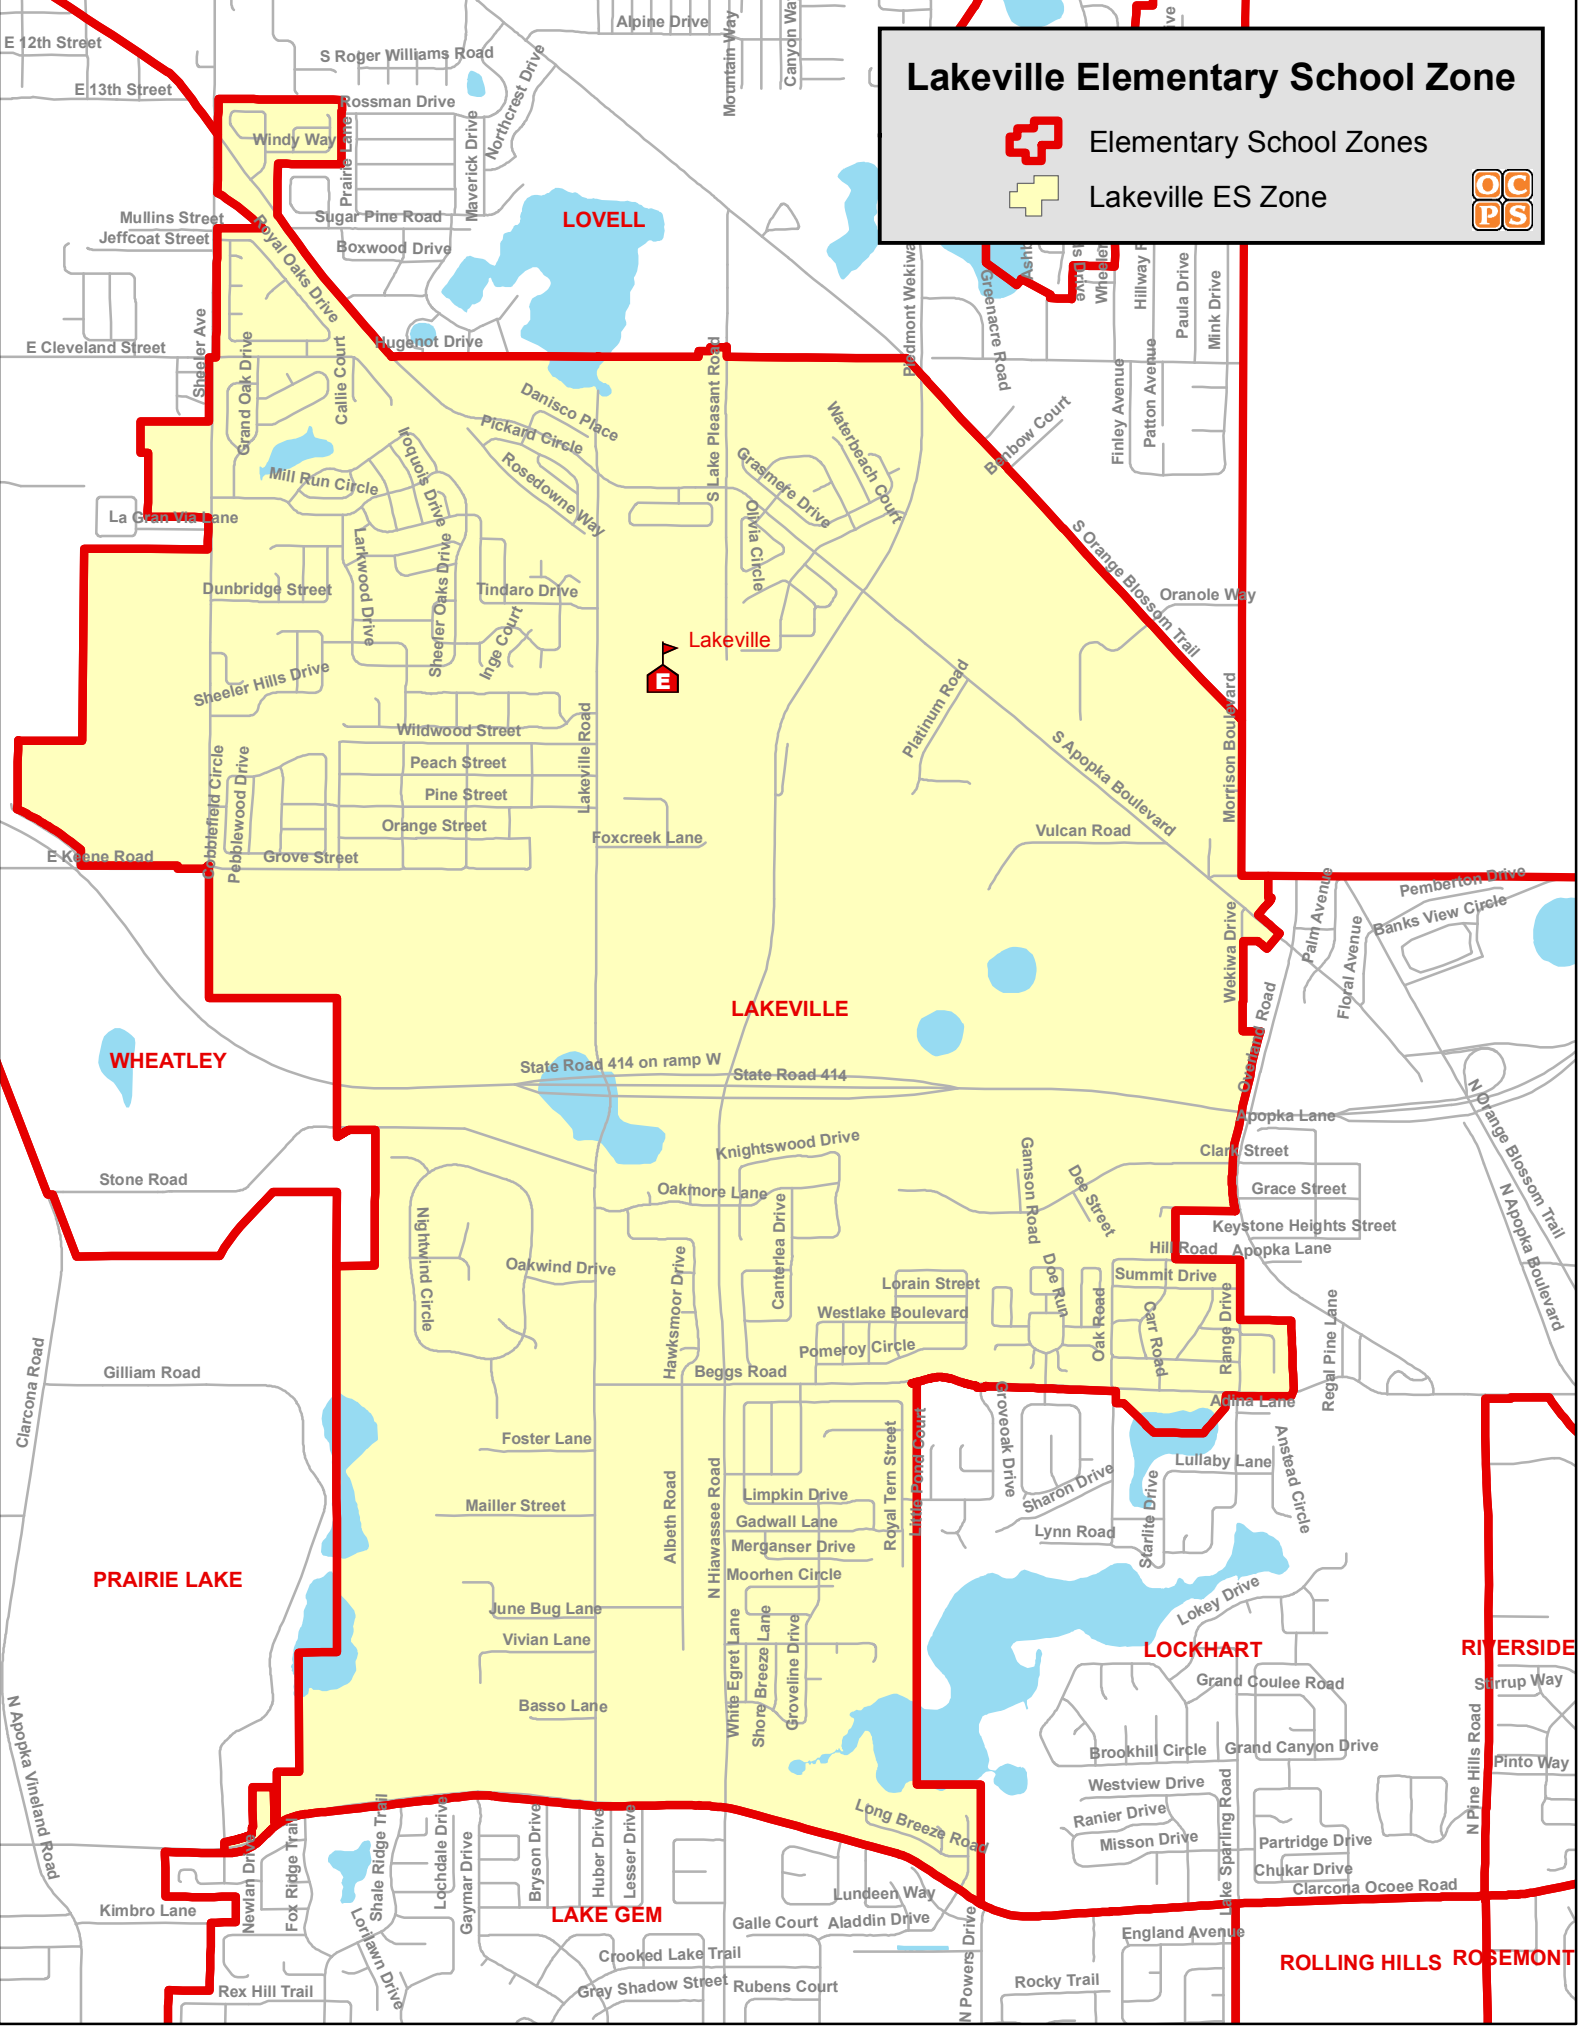 Lakeville Elementary School Zone
Elementary School Zones
Lakeville ES Zone
OC
PS
Alpine Drive
Mountain Way
Canyon Wa
ve
E 12th Street
S Roger Williams Road
Northcrest Drive
E 13th Street
Rossman Drive
Windy Way
Prairie Lane
Maverick Drive
Mullins Street
Sugar Pine Road
LOVELL
Jeffcoat Street
Royal Oaks Drive
Boxwood Drive
Piedmont Wekiwa
Greenacre Road
Asht
ls Drive
Wheeler
Hillway R
Paula Drive
Mink Drive
E Cleveland Street
Sheeler Ave
Grand Oak Drive
Callie Court
Hugenot Drive
S Lake Pleasant Road
Danisco Place
Pickard Circle
Rosedowne Way
Waterbeach Court
Grasmere Drive
Olivia Circle
Benbow Court
Finley Avenue
Patton Avenue
Mill Run Circle
Iroquois Drive
La Gran Via Lane
S Orange Blossom Trail
Larkwood Drive
Sheeler Oaks Drive
Dunbridge Street
Tindaro Drive
Oranole Way
Inge Court
Lakeville
E
Sheeler Hills Drive
Platinum Road
Morrison Boulevard
Wildwood Street
Lakeville Road
S Apopka Boulevard
Peach Street
Pine Street
Orange Street
Cobblefield Circle
Pebblewood Drive
Foxcreek Lane
Vulcan Road
E Keene Road
Grove Street
Pemberton Drive
Palm Avenue
Banks View Circle
Floral Avenue
Wekiwa Drive
LAKEVILLE
Overland Road
WHEATLEY
State Road 414 on ramp W
State Road 414
N Orange Blossom Trail
Apopka Lane
Knightswood Drive
Gamson Road
Dee Street
Clark Street
Stone Road
Oakmore Lane
Grace Street
N Apopka Boulevard
Nightwind Circle
Canterlea Drive
Keystone Heights Street
Hill Road
Apopka Lane
Oakwind Drive
Hawksmoor Drive
Lorain Street
Doe Run
Summit Drive
Westlake Boulevard
Oak Road
Carr Road
Range Drive
Regal Pine Lane
Pomeroy Circle
Clarcona Road
Gilliam Road
Beggs Road
Adina Lane
Groveoak Drive
Little Pond Court
Royal Tern Street
Foster Lane
Lullaby Lane
Anstead Circle
Sharon Drive
Starlite Drive
Albeth Road
N Hiawassee Road
Limpkin Drive
Mailler Street
Gadwall Lane
Lynn Road
Merganser Drive
PRAIRIE LAKE
Moorhen Circle
June Bug Lane
Lokey Drive
Vivian Lane
White Egret Lane
Shore Breeze Lane
Groveline Drive
LOCKHART
RIVERSIDE
Grand Coulee Road
Stirrup Way
Basso Lane
N Apopka Vineland Road
Brookhill Circle
Grand Canyon Drive
N Pine Hills Road
Pinto Way
Westview Drive
Long Breeze Road
Ranier Drive
Misson Drive
Lake Sparling Road
Partridge Drive
Chukar Drive
Clarcona Ocoee Road
Newlan Drive
Fox Ridge Trail
Shale Ridge Trail
Lochdale Drive
Gaymar Drive
Bryson Drive
Huber Drive
Lesser Drive
Lundeen Way
Kimbro Lane
Lorilawn Drive
LAKE GEM
Galle Court
Aladdin Drive
N Powers Drive
England Avenue
Crooked Lake Trail
ROLLING HILLS
ROSEMONT
Rex Hill Trail
Gray Shadow Street
Rubens Court
Rocky Trail